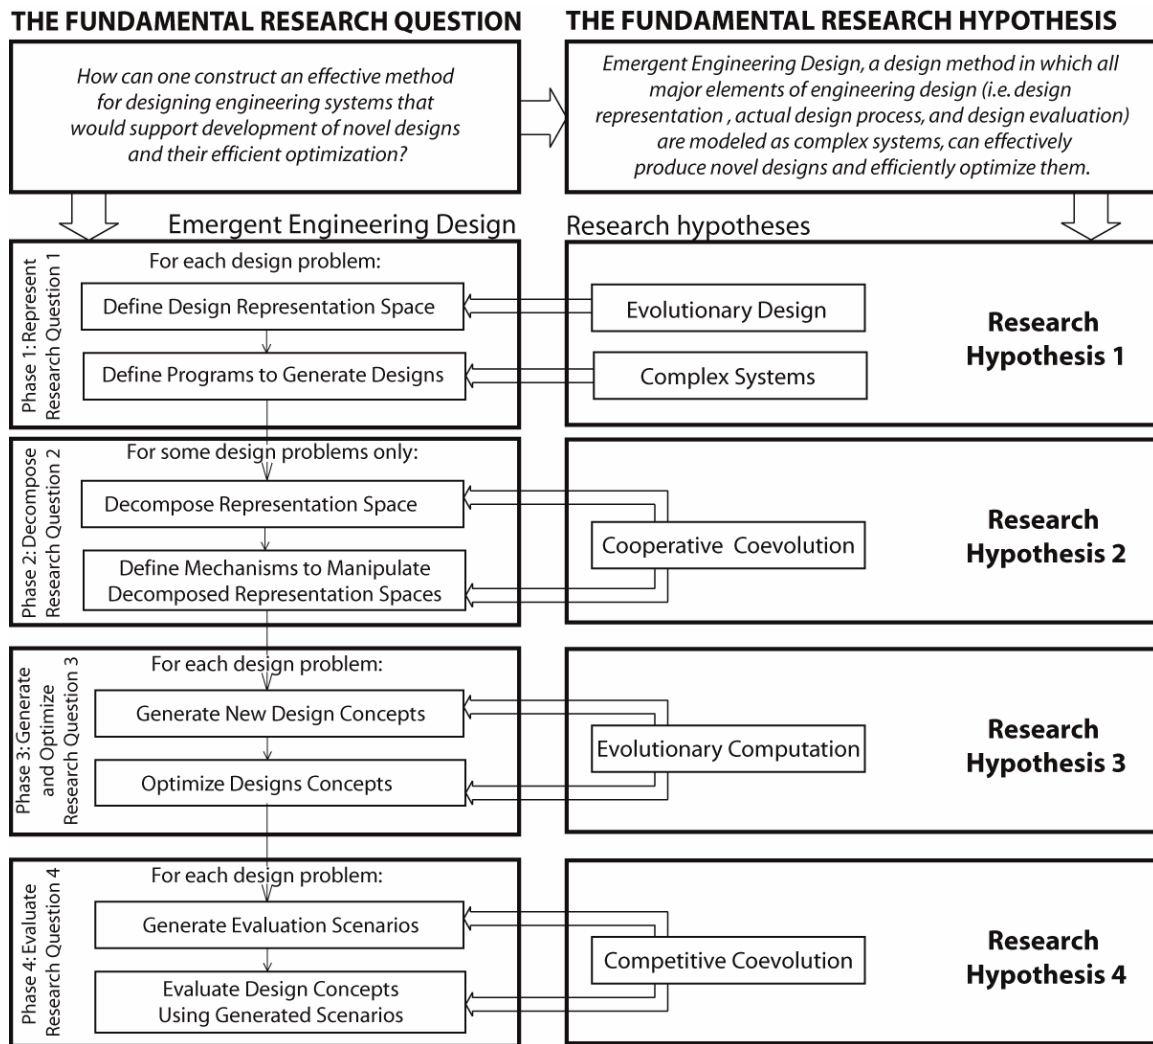 THE FUNDAMENTAL RESEARCH QUESTION
How can one construct an effective method
for designing engineering systems that
would support development of novel designs
and their efficient optimization?
THE FUNDAMENTAL RESEARCH HYPOTHESIS
Emergent Engineering Design, a design method in which all
major elements of engineering design (i.e. design
representation , actual design process, and design evaluation)
are modeled as complex systems, can effectively
produce novel designs and efficiently optimize them.
Emergent Engineering Design
Research hypotheses
Phase 1: Represent
Research Question 1
For each design problem:
Define Design Representation Space
Define Programs to Generate Designs
Evolutionary Design
Complex Systems
Research
Hypothesis 1
Phase 2: Decompose
Research Question 2
For some design problems only:
Decompose Representation Space
Define Mechanisms to Manipulate
Decomposed Representation Spaces
Cooperative Coevolution
Research
Hypothesis 2
Phase 3: Generate
and Optimize
Research Question 3
For each design problem:
Generate New Design Concepts
Optimize Designs Concepts
Evolutionary Computation
Research
Hypothesis 3
Phase 4: Evaluate
Research Question 4
For each design problem:
Generate Evaluation Scenarios
Evaluate Design Concepts
Using Generated Scenarios
Competitive Coevolution
Research
Hypothesis 4